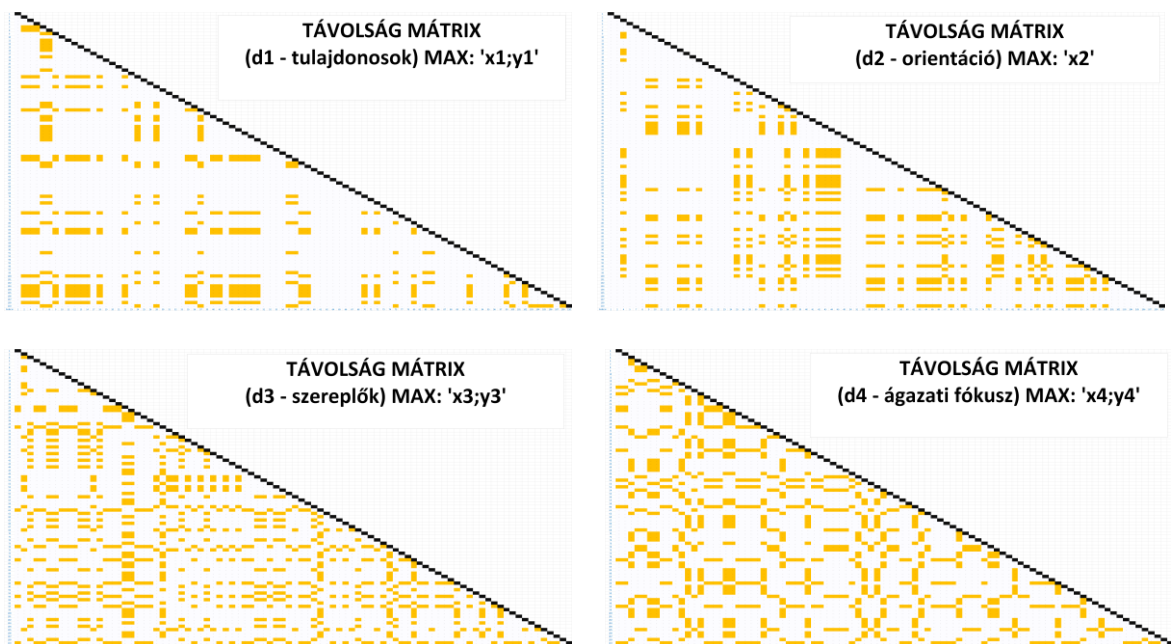 TÁVOLSÁG MÁTRIX
(d1 - tulajdonosok) MAX: 'x1;y1'
TÁVOLSÁG MÁTRIX
(d2 - orientáció) MAX: 'x2'
TÁVOLSÁG MÁTRIX
(d3 - szereplők) MAX: 'x3;y3'
TÁVOLSÁG MÁTRIX
(d4 - ágazati fókusz) MAX: 'x4;y4'